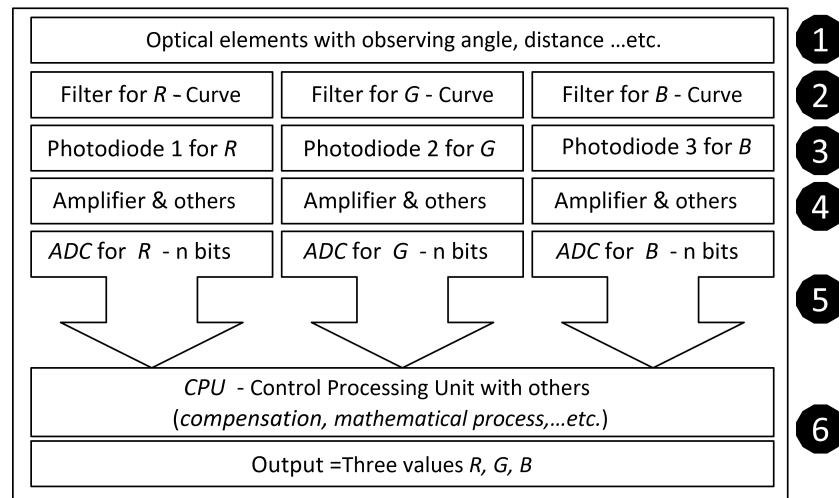 Optical elements with observing angle, distance ...etc.
1
Filter for R - Curve
Filter for G - Curve
Filter for B - Curve
2
Photodiode 1 for R
Photodiode 2 for G
Photodiode 3 for B
3
Amplifier & others
Amplifier & others
Amplifier & others
4
ADC for R - n bits
ADC for G - n bits
ADC for B - n bits
5
CPU - Control Processing Unit with others
(compensation, mathematical process,...etc.)
6
Output =Three values R, G, B